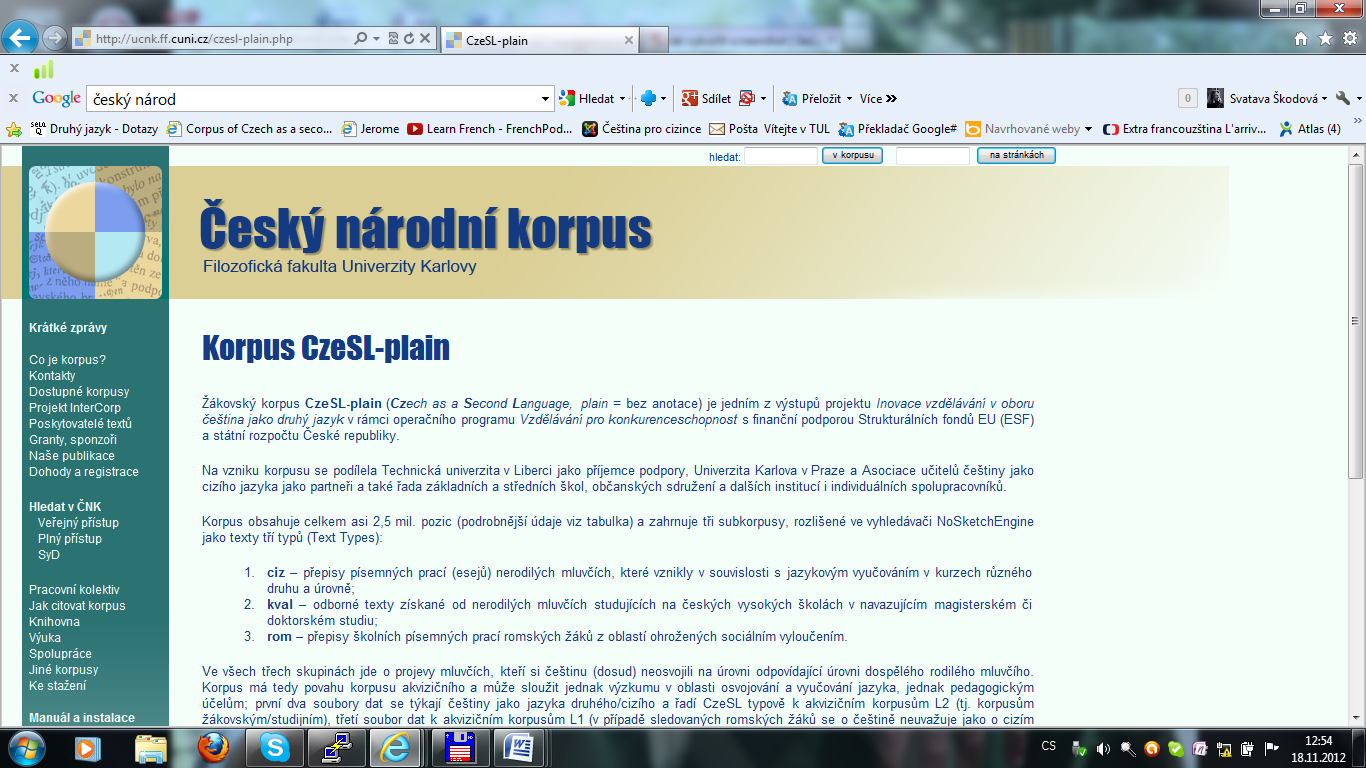 http://ucnk.ff.cuni.cz/czesl-plain.php
CzeSL-plain
Google
český národ
Hledat
Sdílet
Přeložit
Více
0
Svatava Škodová
Druhý jazyk - Dotazy
Corpus of Czech as a seco...
Jerome
Learn French - FrenchPod...
Čeština pro cizince
Pošta Vítejte v TUL
Překladač Google#
Navrhované weby
Extra francouzština L'arriv...
Atlas (4)
hledat:
v korpusu
na stránkách
Český národní korpus
Filozofická fakulta Univerzity Karlovy
Krátké zprávy
Co je korpus?
Kontakty
Dostupné korpusy
Projekt InterCorp
Poskytovatelé textů
Granty, sponzoři
Naše publikace
Dohody a registrace
Hledat v ČNK
Veřejný přístup
Plný přístup
SyD
Pracovní kolektiv
Jak citovat korpus
Knihovna
Výuka
Spolupráce
Jiné korpusy
Ke stažení
Manuál a instalace
Korpus CzeSL-plain
Žákovský korpus CzeSL-plain (Czech as a Second Language, plain = bez anotace) je jedním z výstupů projektu Inovace vzdělávání v oboru
čeština jako druhý jazyk v rámci operačního programu Vzdělávání pro konkurenceschopnost s finanční podporou Strukturálních fondů EU (ESF)
a státní rozpočtu České republiky.
Na vzniku korpusu se podílela Technická univerzita v Liberci jako příjemce podpory, Univerzita Karlova v Praze a Asociace učitelů češtiny jako
cizího jazyka jako partneři a také řada základních a středních škol, občanských sdružení a dalších institucí i individuálních spolupracovníků.
Korpus obsahuje celkem asi 2,5 mil. pozic (podrobnější údaje viz tabulka) a zahrnuje tři subkorpusy, rozlišené ve vyhledávači NoSketchEngine
jako texty tří typů (Text Types):
1. ciz – přepisy písemných prací (esejů) nerodilých mluvčích, které vznikly v souvislosti s jazykovým vyučováním v kurzech různého
druhu a úrovně;
2. kval – odborné texty získané od nerodilých mluvčích studujících na českých vysokých školách v navazujícím magisterském či
doktorském studiu;
3. rom – přepisy školních písemných prací romských žáků z oblastí ohrožených sociálním vyloučením.
Ve všech třech skupinách jde o projevy mluvčích, kteří si češtinu (dosud) neosvojili na úrovni odpovídající úrovni dospělého rodilého mluvčího.
Korpus má tedy povahu korpusu akvizičního a může sloužit jednak výzkumu v oblasti osvojování a vyučování jazyka, jednak pedagogickým
účelům; první dva soubory dat se týkají češtiny jako jazyka druhého/cizího a řadí CzeSL typově k akvizičním korpusům L2 (tj. korpusům
žákovským/studijním), třetí soubor dat k akvizičním korpusům L1 (v případě sledovaných romských žáků se o češtině neuvažuje jako o cizím
CS
12:54
18.11.2012